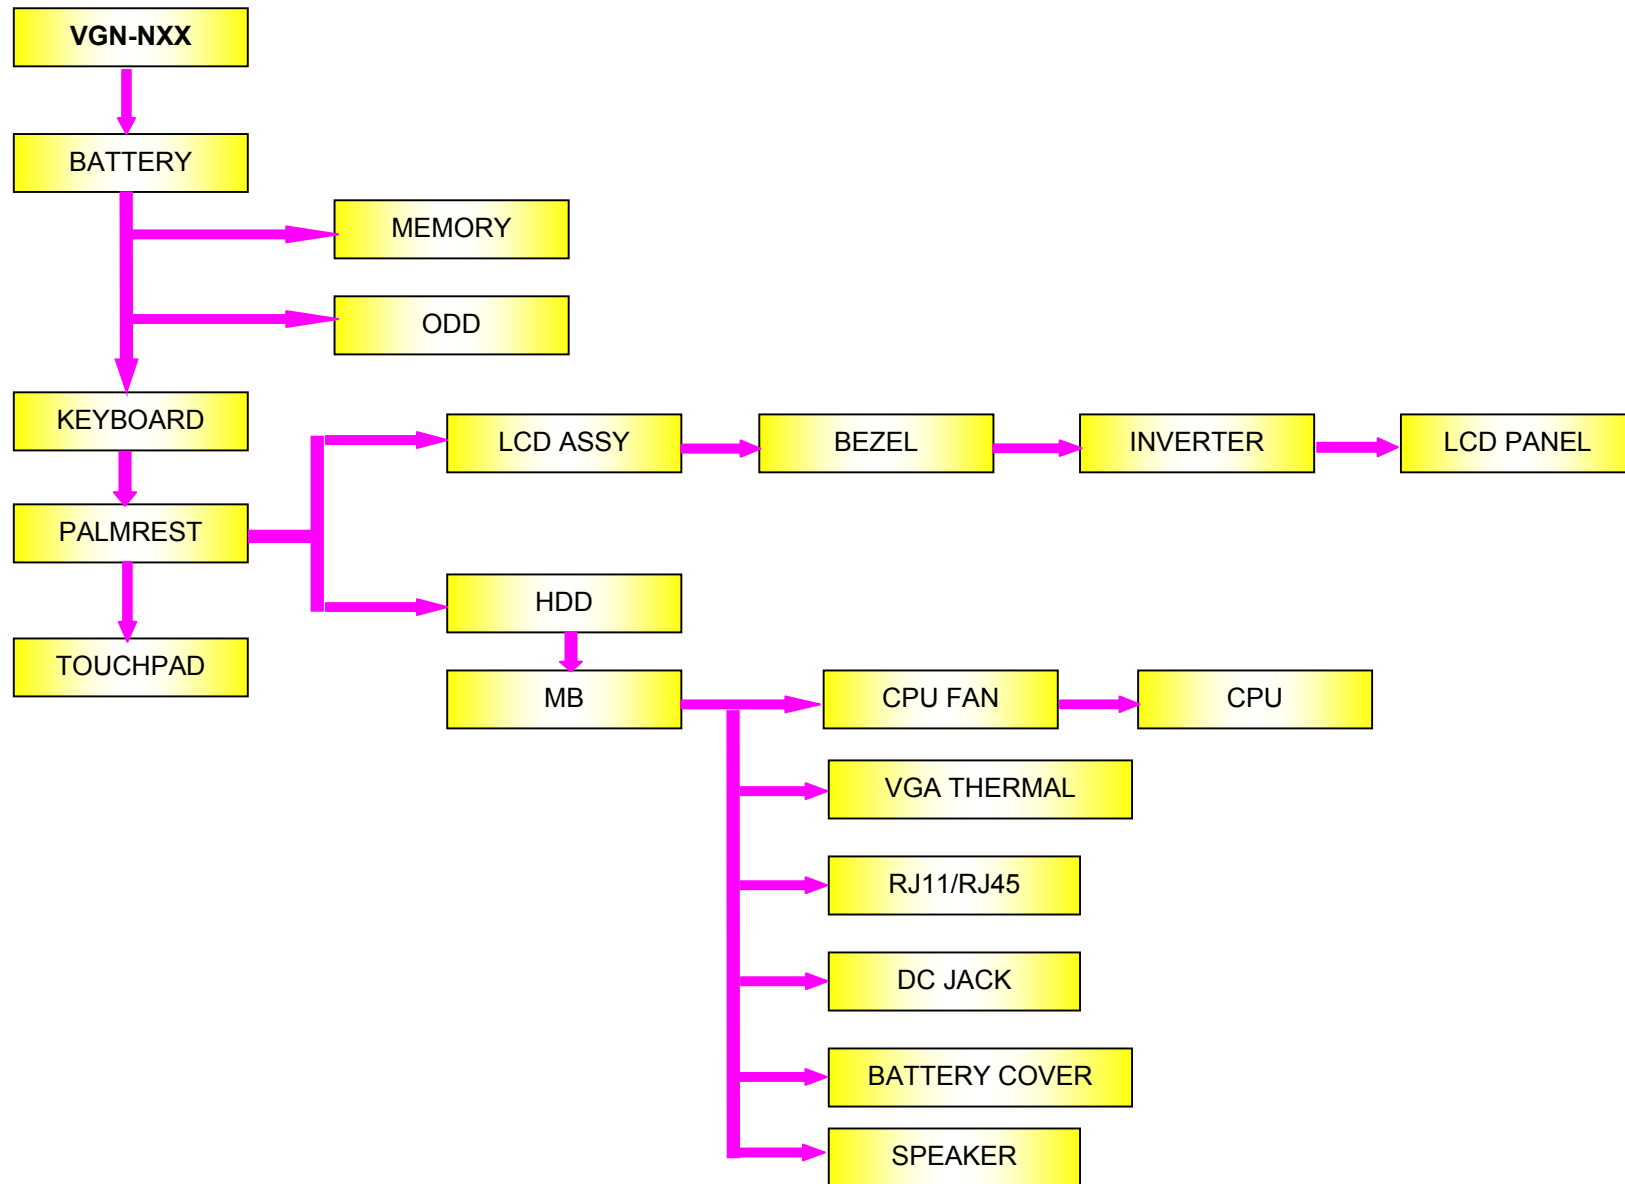 VGN-NXX
BATTERY
MEMORY
ODD
KEYBOARD
LCD ASSY
BEZEL
INVERTER
LCD PANEL
PALMREST
HDD
TOUCHPAD
MB
CPU FAN
CPU
VGA THERMAL
RJ11/RJ45
DC JACK
BATTERY COVER
SPEAKER